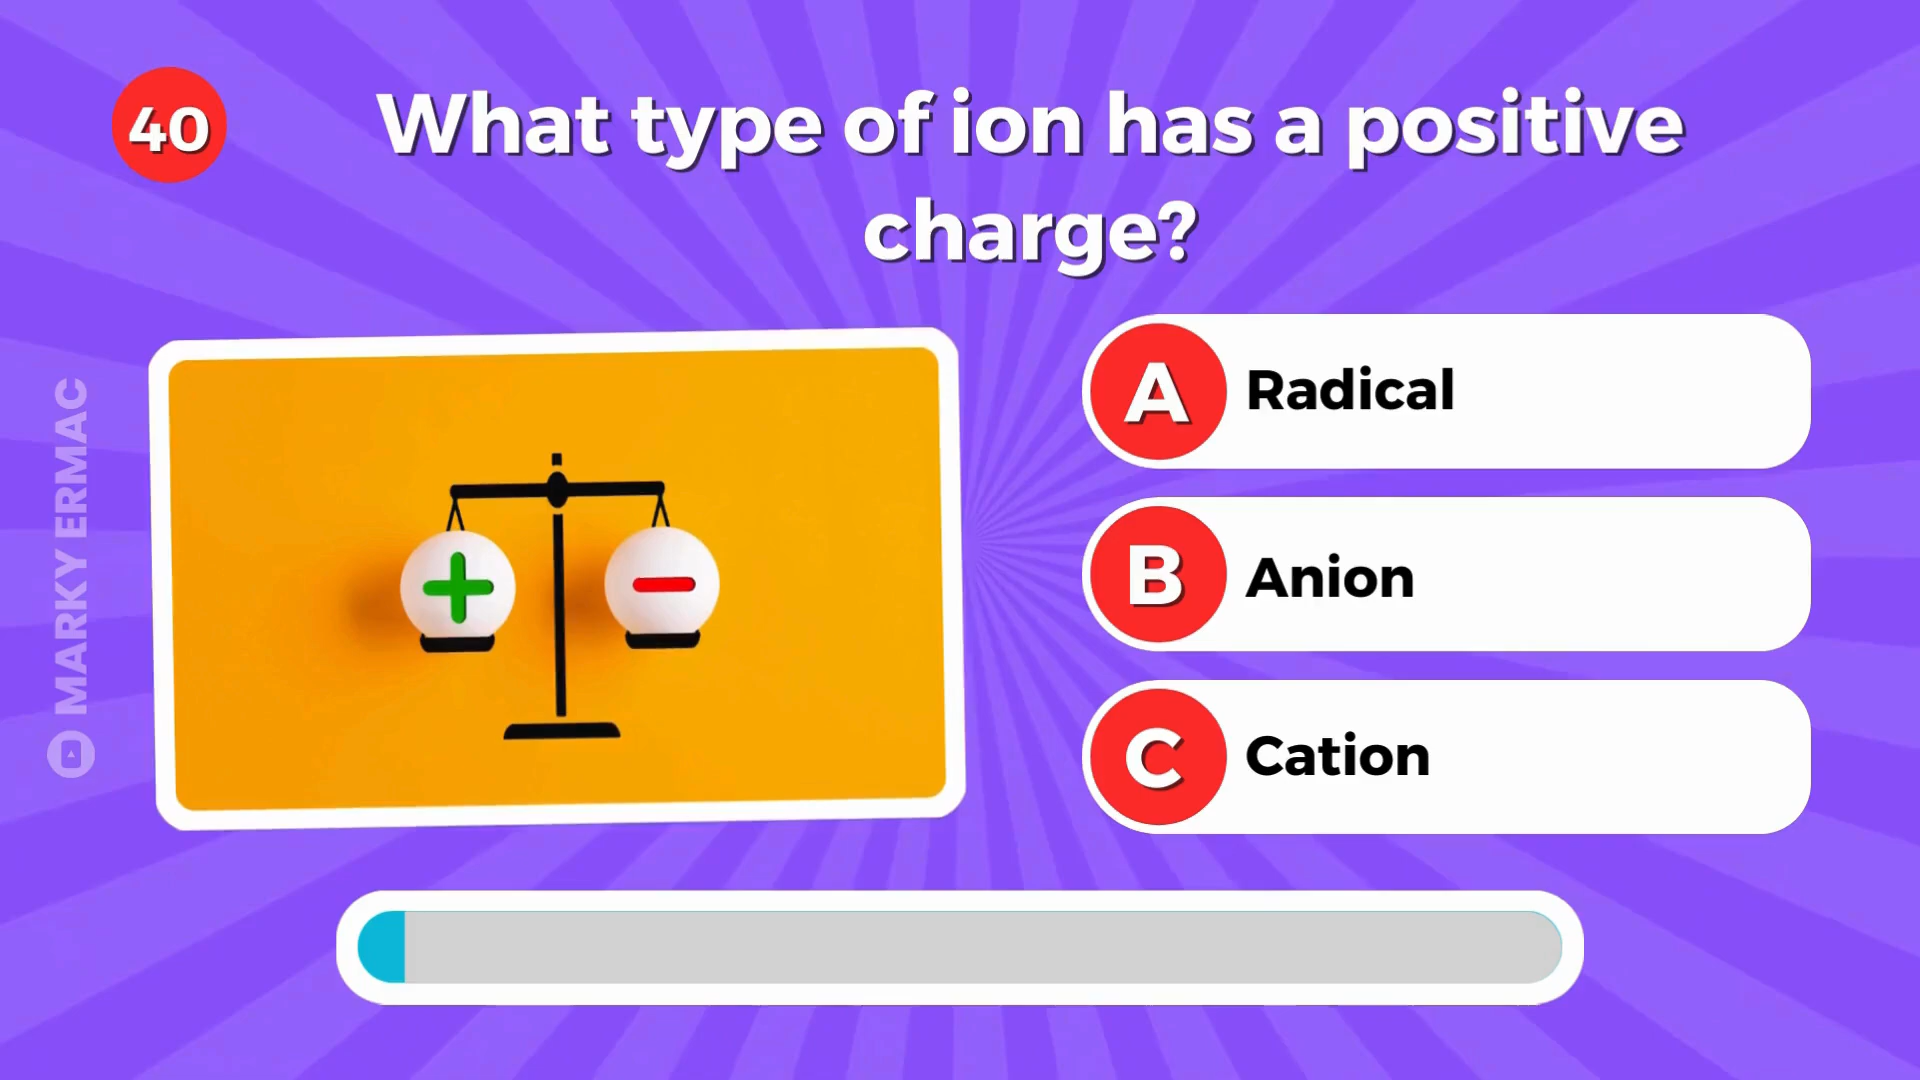 40
What type of ion has a positive
charge?
A Radical
B Anion
C Cation
MARKY ERMAC